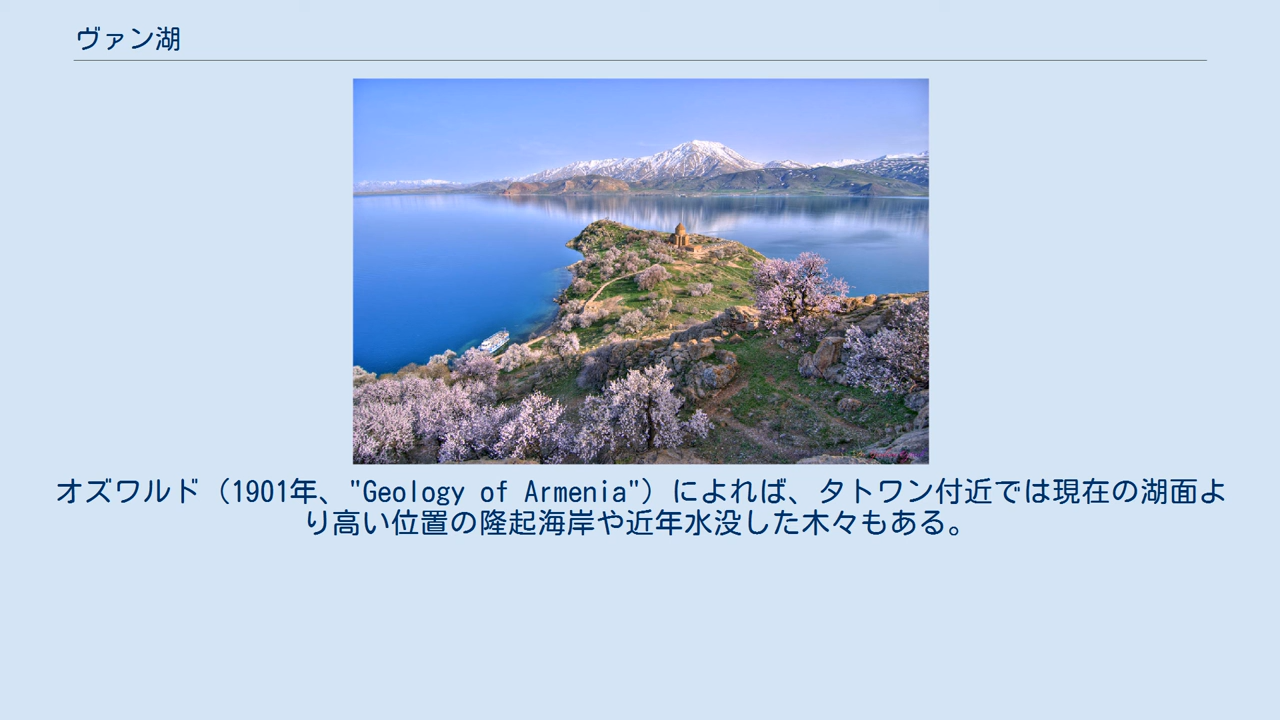 ヴァン湖
オズワルド（1901年、"Geology of Armenia"）によれば、タトワン付近では現在の湖面よ
り高い位置の隆起海岸や近年水没した木々もある。